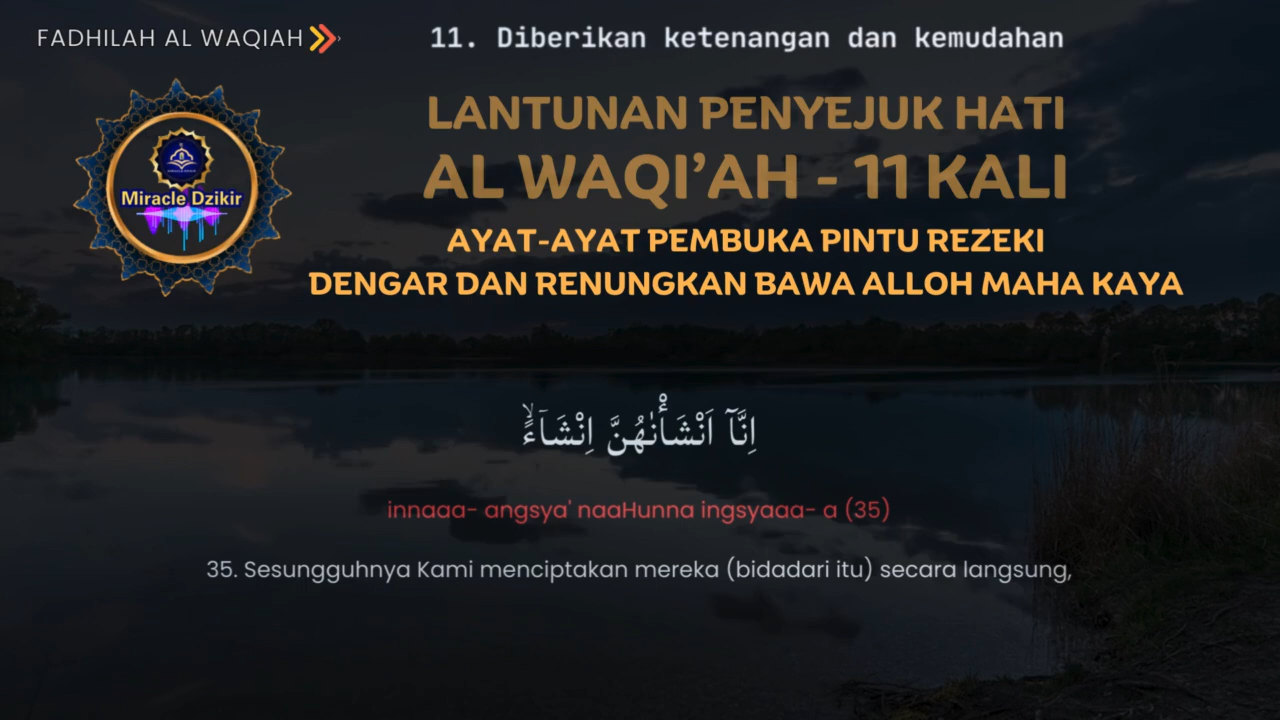 FADHILAH AL WAQIAH
11. Diberikan ketenangan dan kemudahan
Miracle Dzikir
LANTUNAN PENYEJUK HATI
AL WAQI'AH - 11 KALI
AYAT-AYAT PEMBUKA PINTU REZEKI
DENGAR DAN RENUNGKAN BAWA ALLOH MAHA KAYA
اِنَّآ اَنْشَأْنٰهُنَّ اِنْشَاۤءًۙ
innaaa- angsya' naaHunna ingsyaaa- a (35)
35. Sesungguhnya Kami menciptakan mereka (bidadari itu) secara langsung,